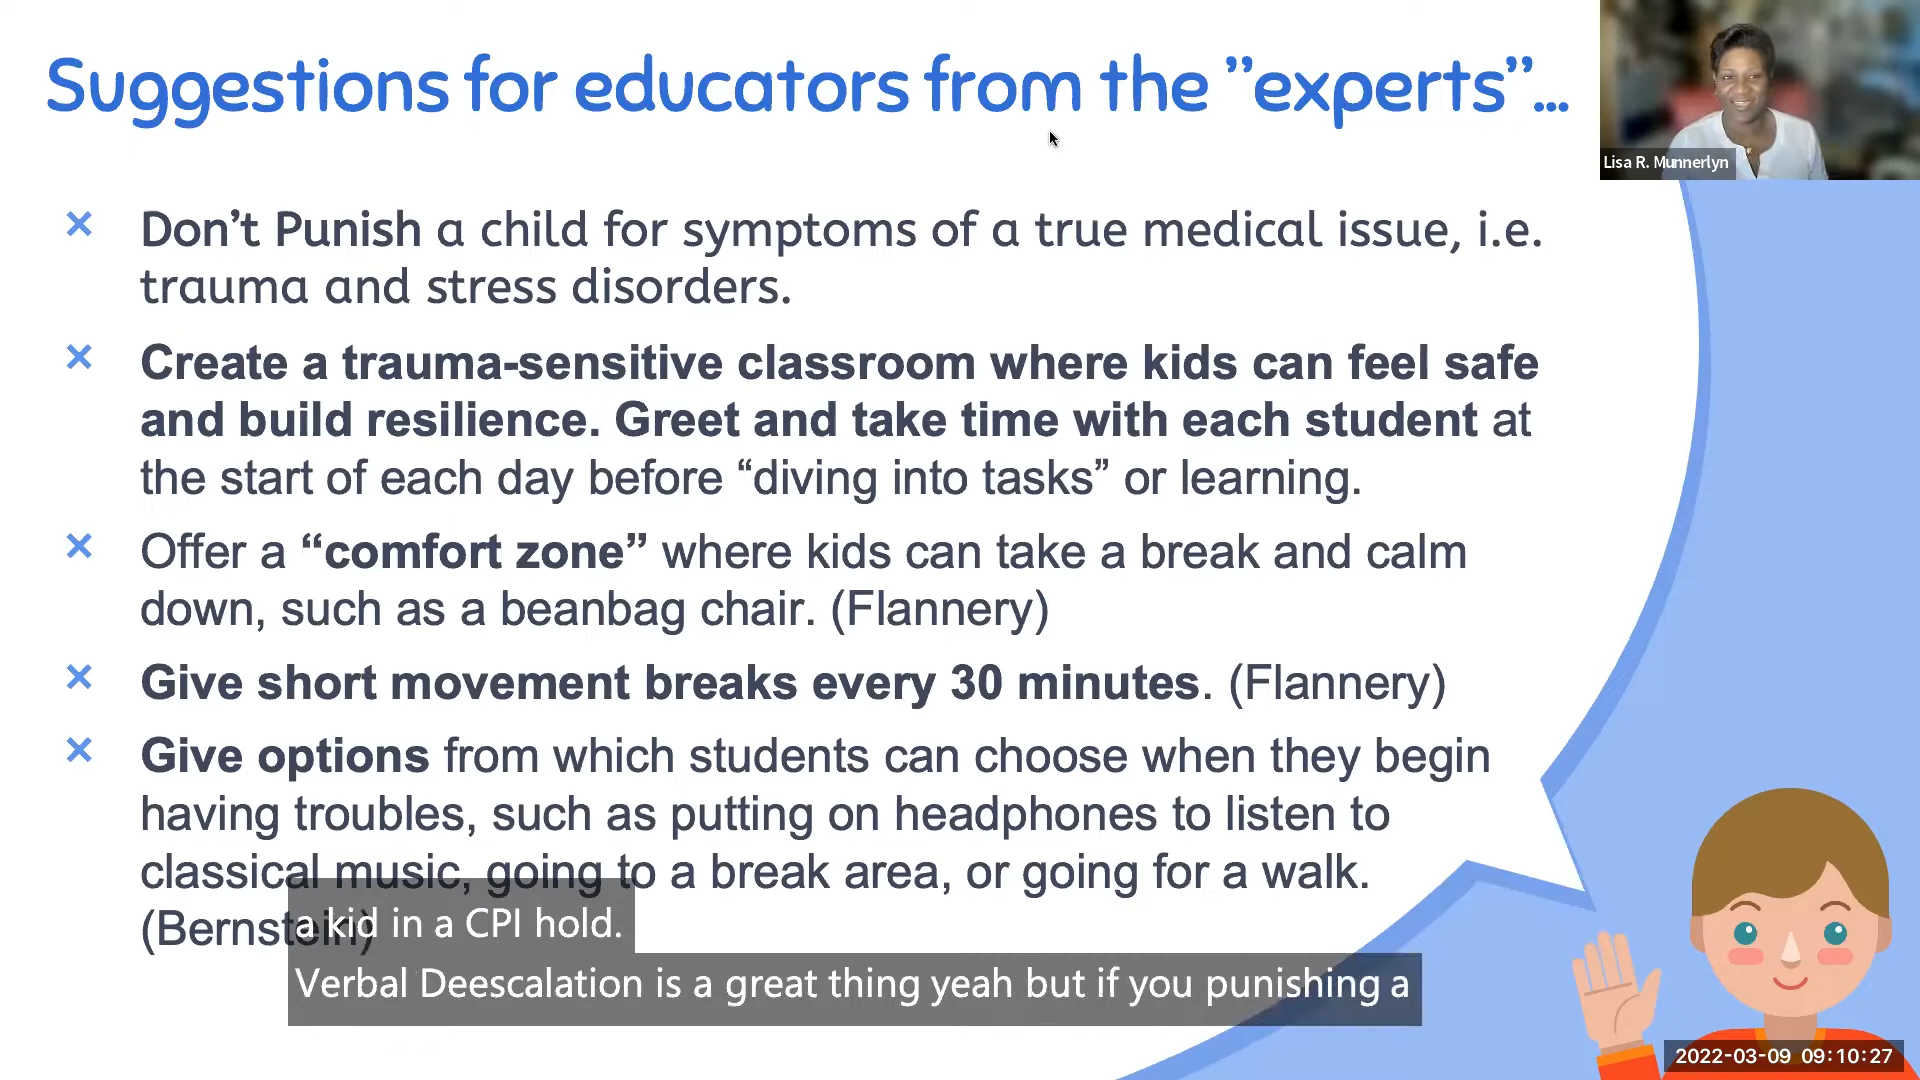 Suggestions for educators from the ”experts”...
Lisa R. Munnerlyn
× Don’t Punish a child for symptoms of a true medical issue, i.e.
trauma and stress disorders.
× Create a trauma-sensitive classroom where kids can feel safe
and build resilience. Greet and take time with each student at
the start of each day before “diving into tasks” or learning.
× Offer a “comfort zone” where kids can take a break and calm
down, such as a beanbag chair. (Flannery)
× Give short movement breaks every 30 minutes. (Flannery)
× Give options from which students can choose when they begin
having troubles, such as putting on headphones to listen to
classical music, going to a break area, or going for a walk.
(Bernstein)
a kid in a CPI hold.
Verbal Deescalation is a great thing yeah but if you punishing a
2022-03-09 09:10:27